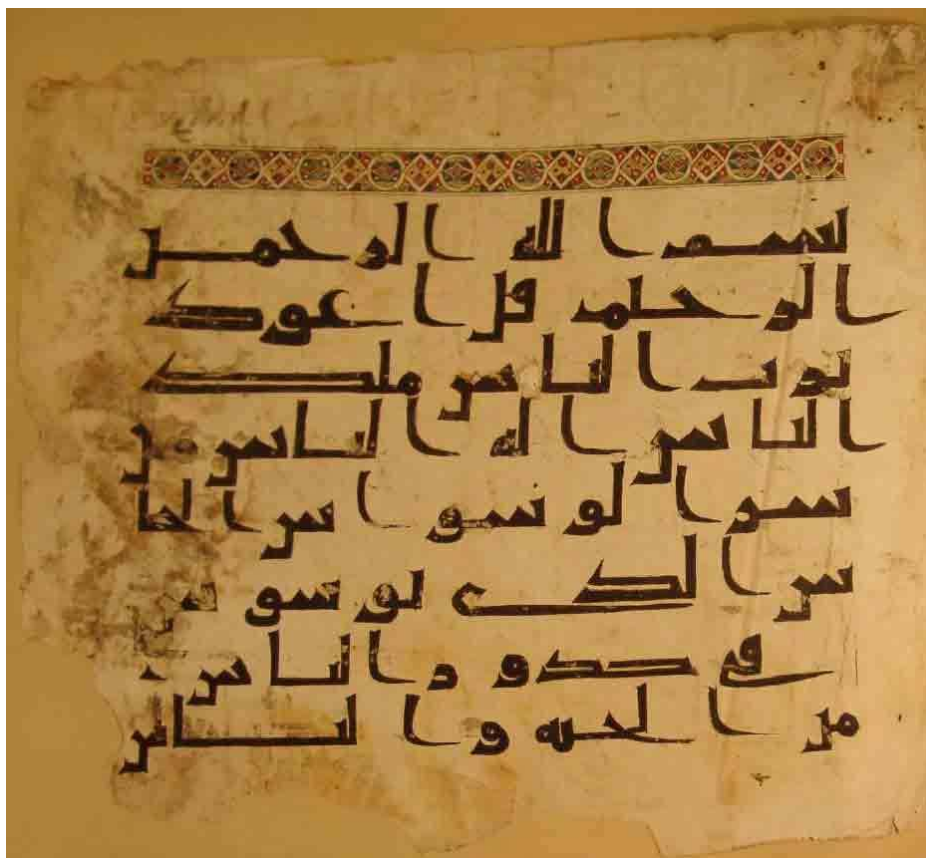 بسم الله الرحمن
الرحيم قل اعوذ
برب الناس ملك
الناس اله الناس من
شر الوسواس الخنا
س الذي يوسوس
في صدور الناس
من الجنة والناس